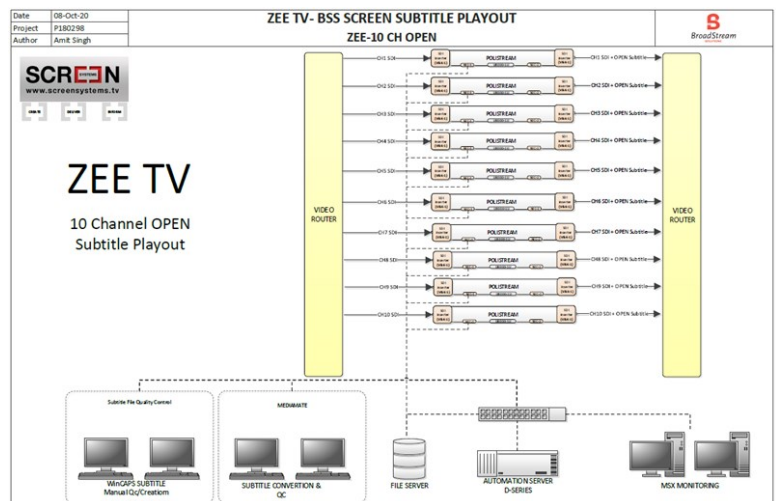 Date 08-Oct-20
Project P180298
Author Amit Singh
ZEE TV- BSS SCREEN SUBTITLE PLAYOUT
ZEE-10 CH OPEN
BroadStream
SCREEN
SYSTEMS
www.screensystems.tv
ZEE TV
10 Channel OPEN
Subtitle Playout
VIDEO
ROUTER
CH1 SDI POLISTREAM CH1 SDI + OPEN Subtitle
CH2 SDI POLISTREAM CH2 SDI + OPEN Subtitle
CH3 SDI POLISTREAM CH3 SDI + OPEN Subtitle
CH4 SDI POLISTREAM CH4 SDI + OPEN Subtitle
CH5 SDI POLISTREAM CH5 SDI + OPEN Subtitle
CH6 SDI POLISTREAM CH6 SDI + OPEN Subtitle
CH7 SDI POLISTREAM CH7 SDI + OPEN Subtitle
CH8 SDI POLISTREAM CH8 SDI + OPEN Subtitle
CH9 SDI POLISTREAM CH9 SDI + OPEN Subtitle
CH10 SDI POLISTREAM CH10 SDI + OPEN Subtitle
VIDEO
ROUTER
Subtitle File Quality Control
WinCAPS SUBTITLE
Manual Qc/Creatiom
MEDIAMATE
SUBTITLE CONVERTION &
QC
FILE SERVER
AUTOMATION SERVER
D-SERIES
MSX MONITORING